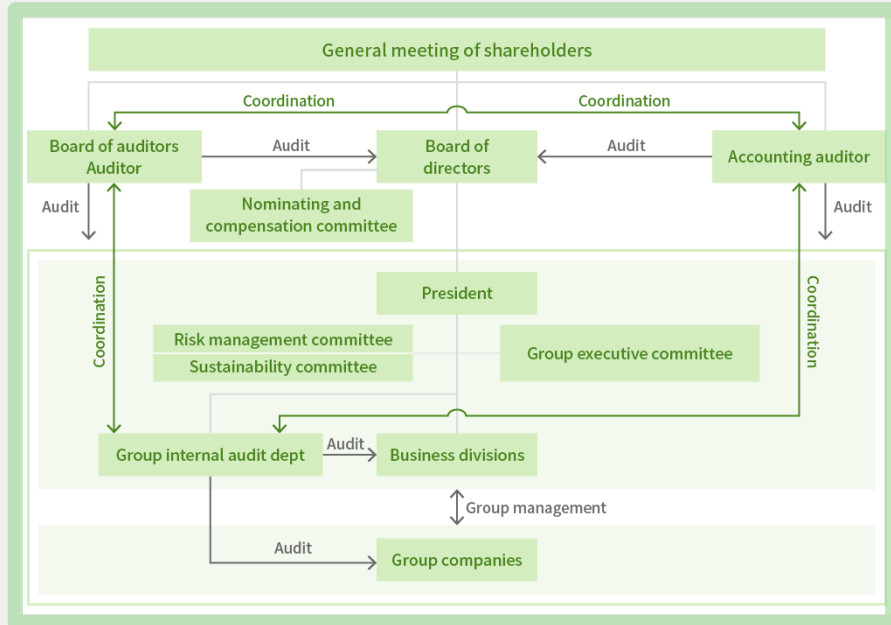 General meeting of shareholders
Coordination
Coordination
Board of auditors
Auditor
Audit
Board of
directors
Audit
Accounting auditor
Audit
Nominating and
compensation committee
Audit
Coordination
President
Coordination
Risk management committee
Sustainability committee
Group executive committee
Group internal audit dept
Audit
Business divisions
Group management
Audit
Group companies